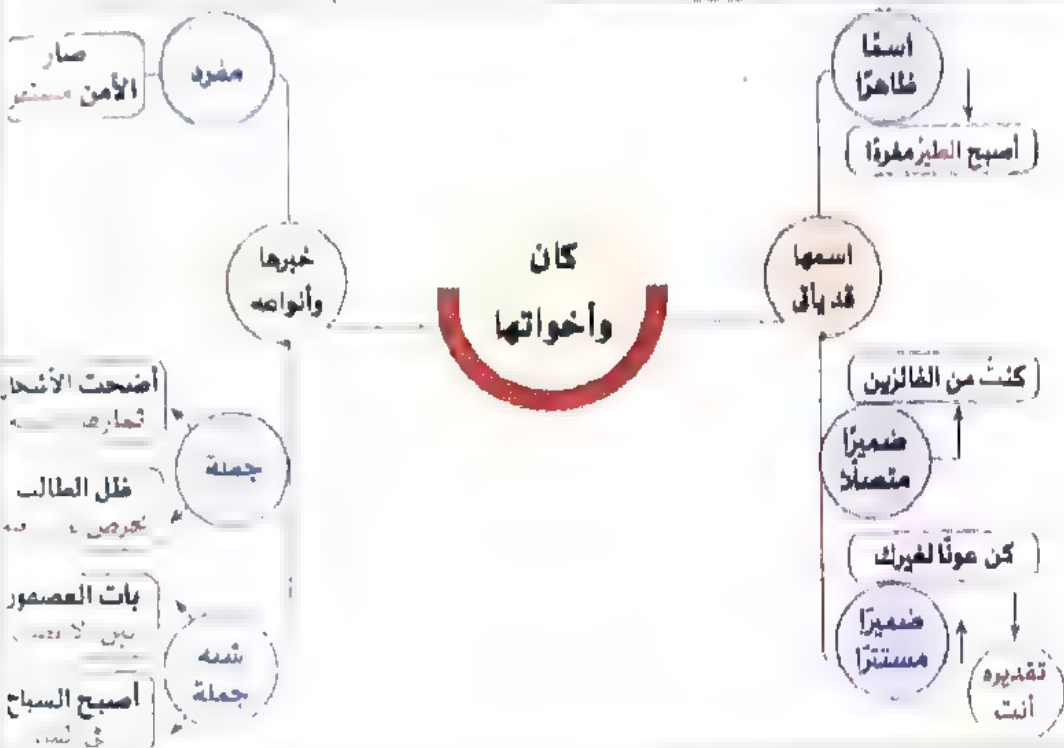 كان
وأخواتها
اسمها
قد يأتي
اسمًا
ظاهرًا
أصبح الطيرُ مغردًا
كنتُ من الفائزين
ضميرًا
متصلًا
كن عونًا لغيرك
ضميرًا
مستترًا
تقديره
أنت
خبرها
وأنواعه
مفرد
صار
الأمن
جملة
أضحت الأشجار
ظل الطالب
شبه
جملة
بات العصفور
بين
أصبح السباح
في